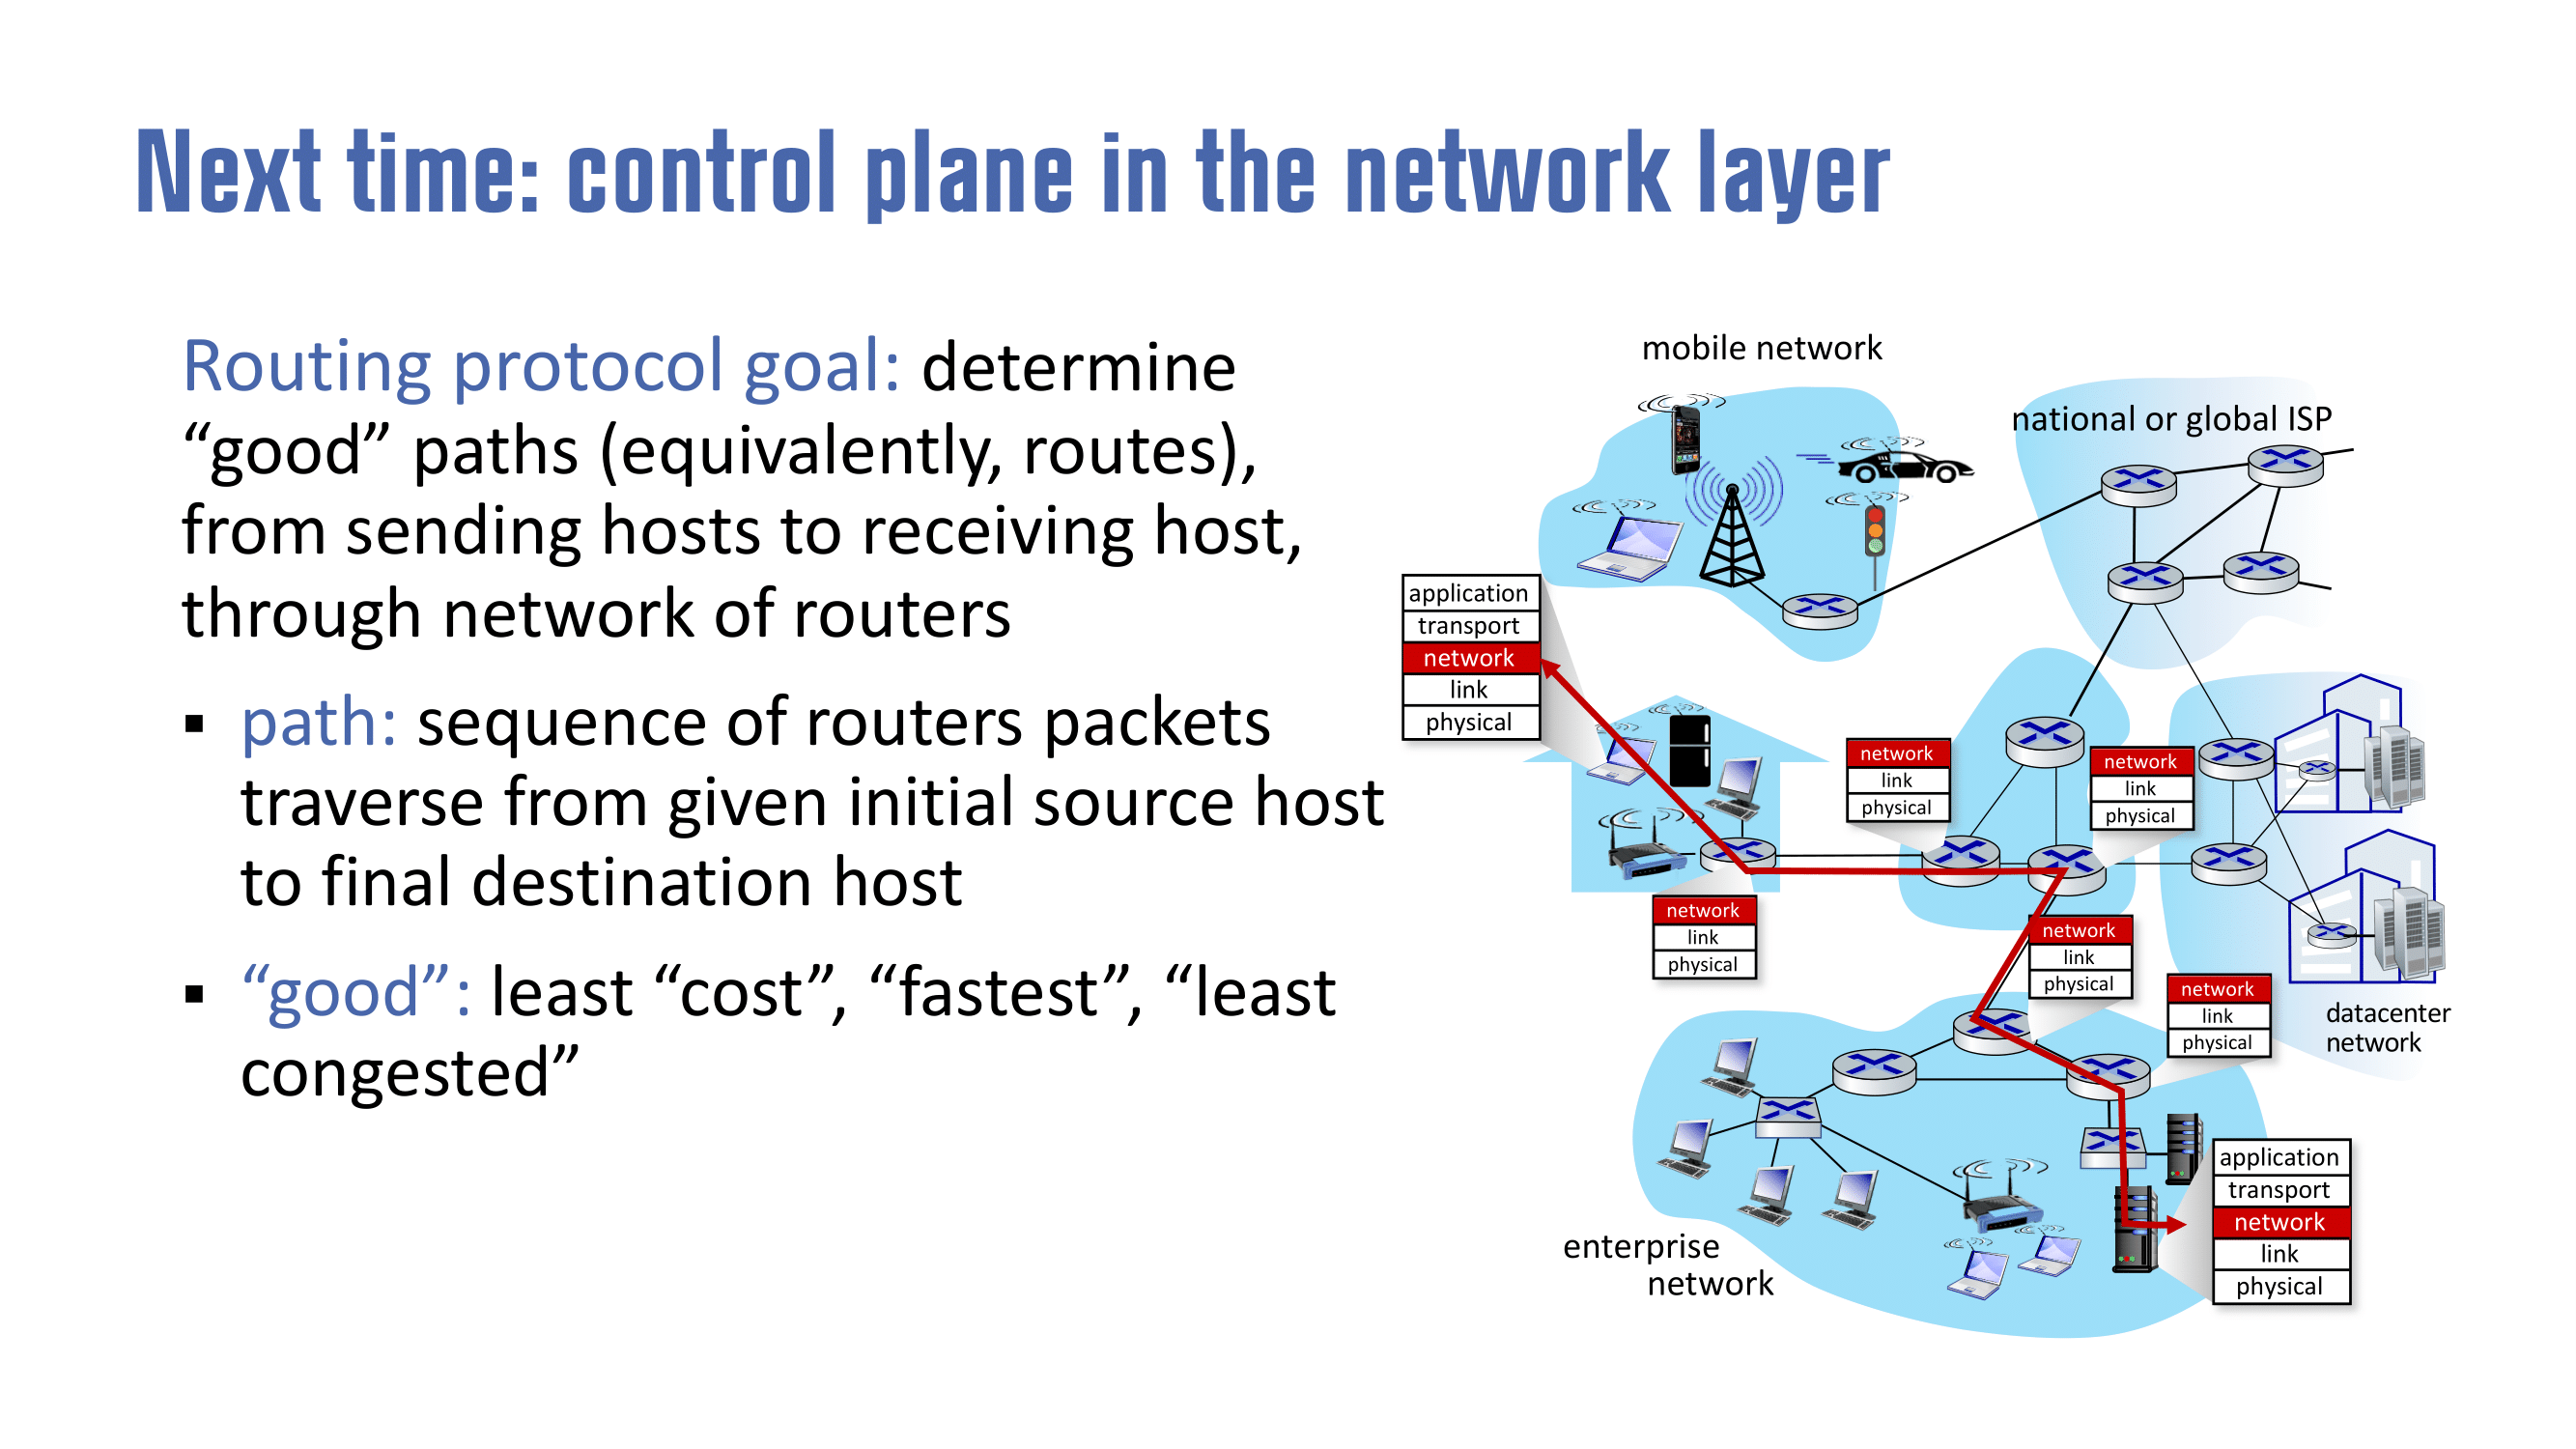 Next time: control plane in the network layer
Routing protocol goal: determine
“good” paths (equivalently, routes),
from sending hosts to receiving host,
through network of routers
▪ path: sequence of routers packets
traverse from given initial source host
to final destination host
▪ “good”: least “cost”, “fastest”, “least
congested”
mobile network
national or global ISP
application
transport
network
link
physical
network
link
physical
network
link
physical
network
link
physical
network
link
physical
network
link
physical
datacenter
network
application
transport
network
link
physical
enterprise
network